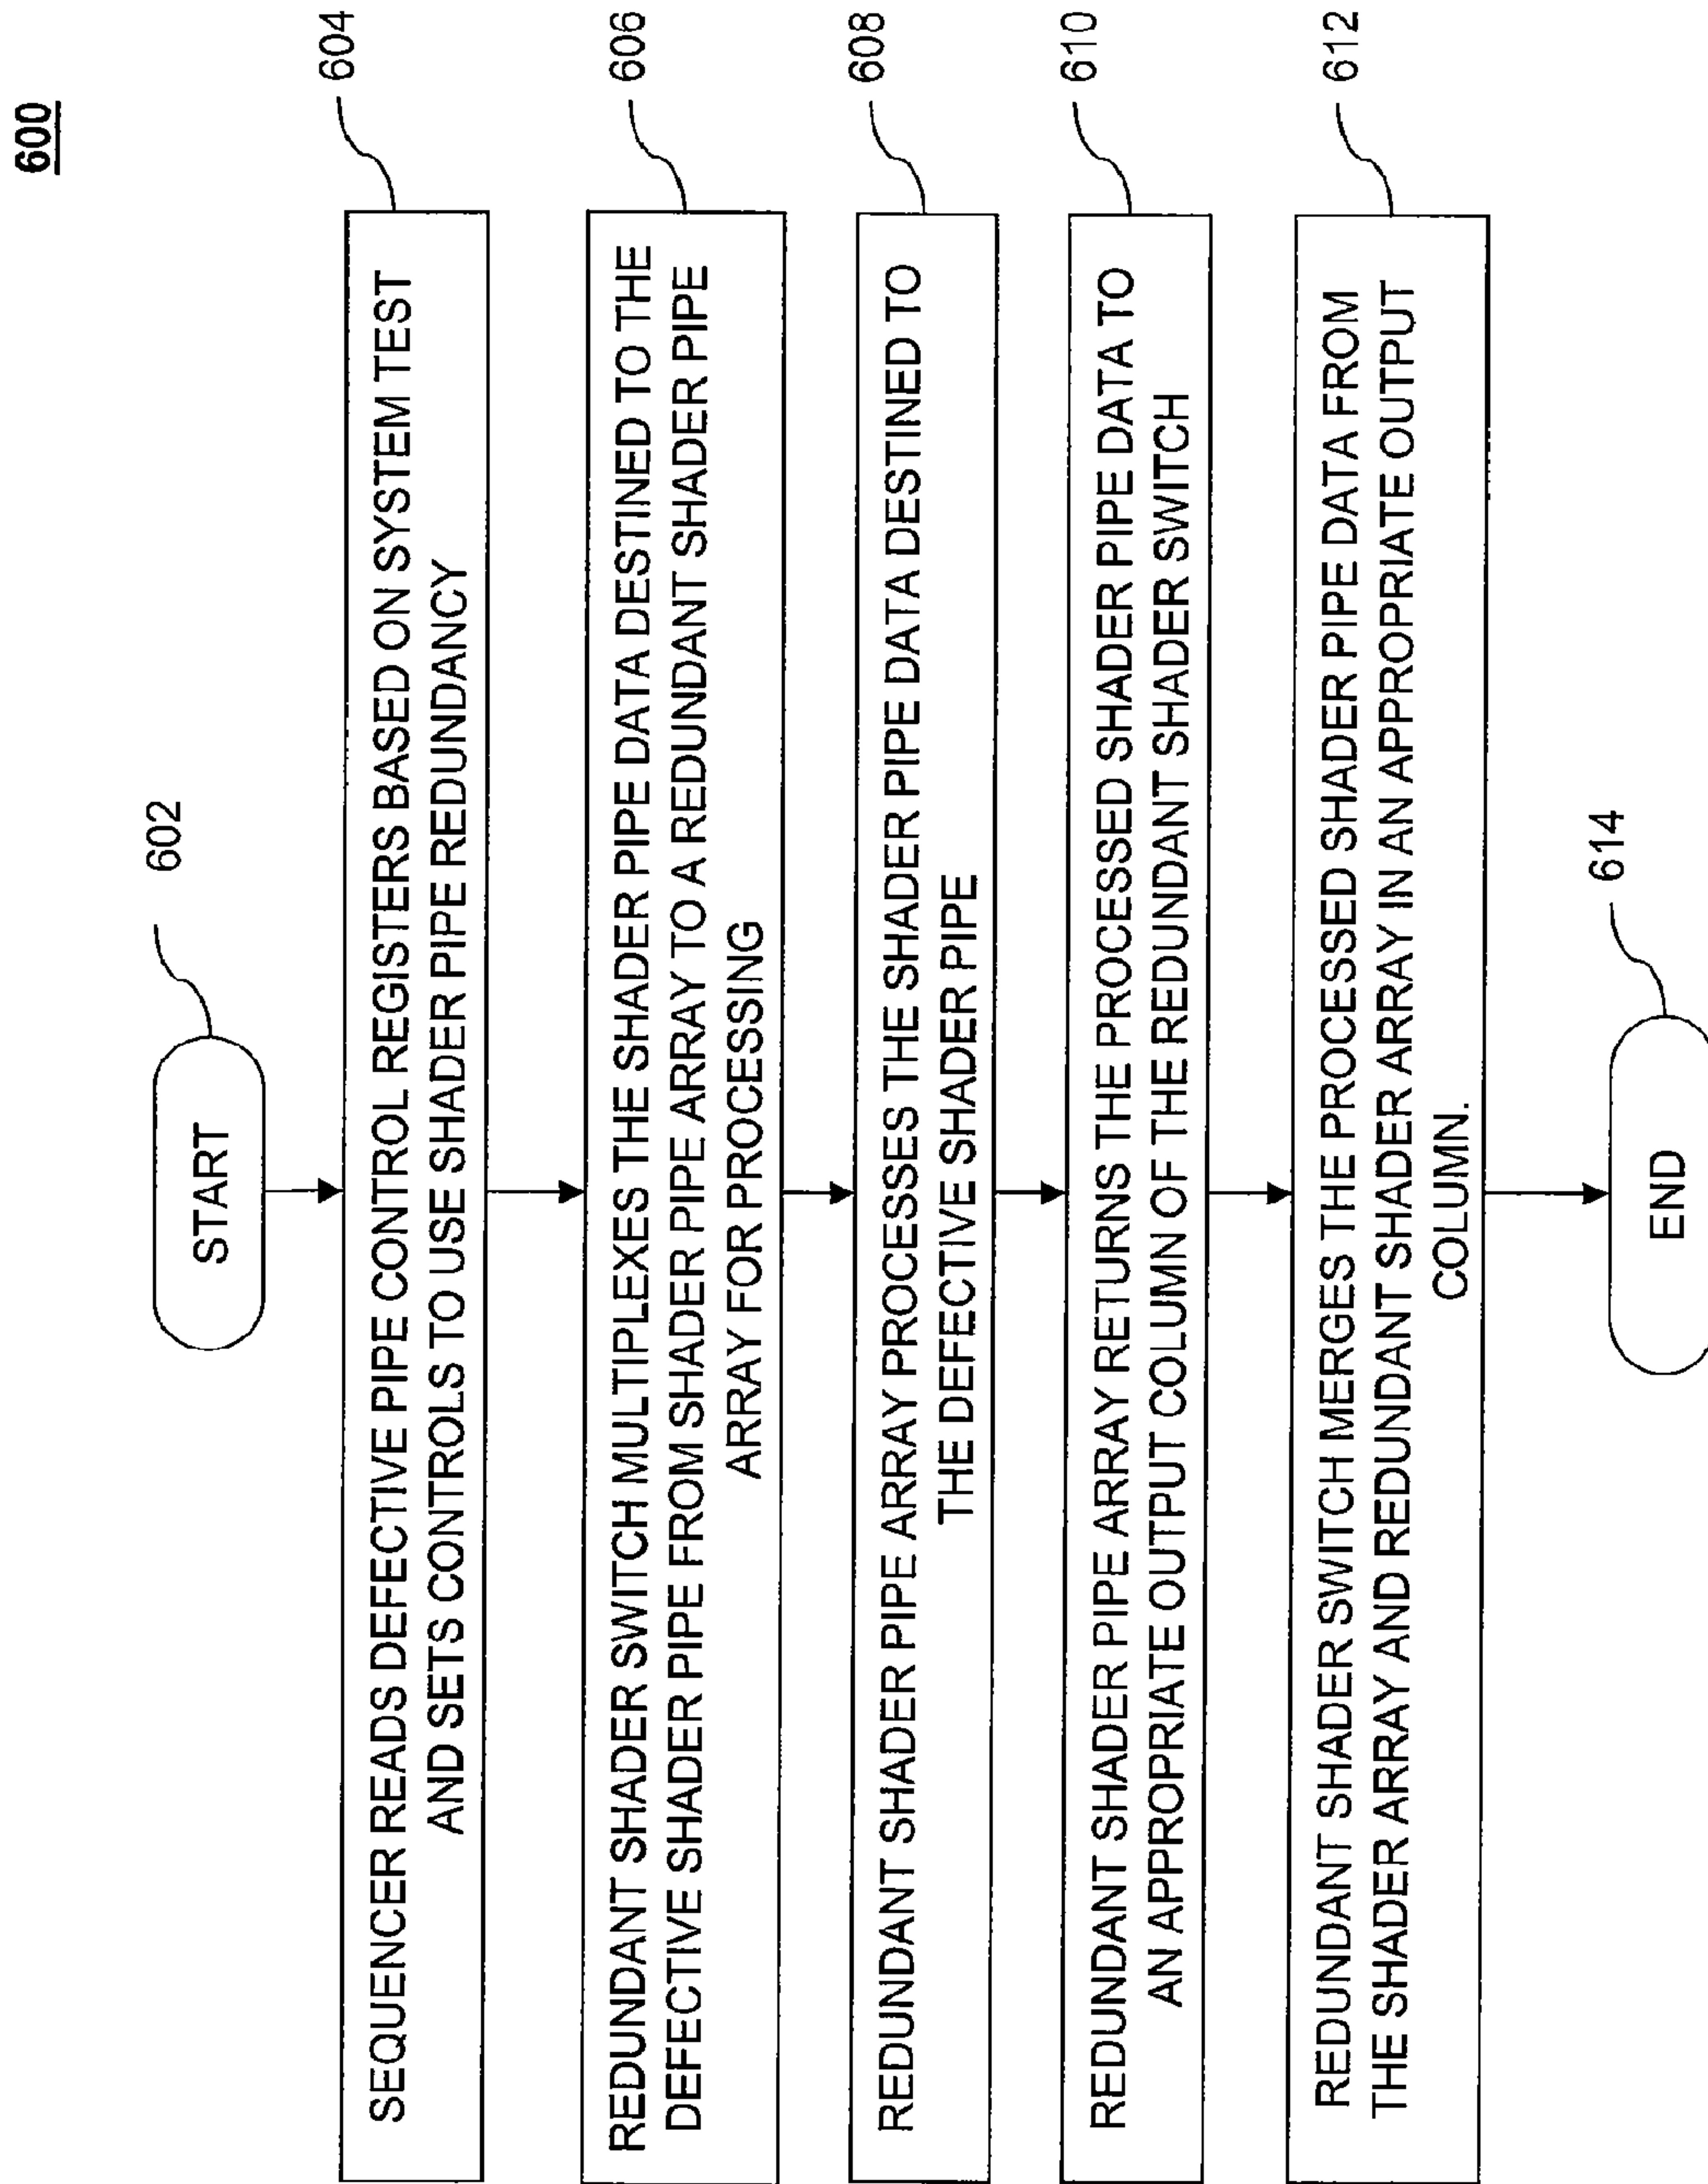 600
START
602
SEQUENCER READS DEFECTIVE PIPE CONTROL REGISTERS BASED ON SYSTEM TEST
AND SETS CONTROLS TO USE SHADER PIPE REDUNDANCY
604
REDUNDANT SHADER SWITCH MULTIPLEXES THE SHADER PIPE DATA DESTINED TO THE
DEFECTIVE SHADER PIPE FROM SHADER PIPE ARRAY TO A REDUNDANT SHADER PIPE
ARRAY FOR PROCESSING
606
REDUNDANT SHADER PIPE ARRAY PROCESSES THE SHADER PIPE DATA DESTINED TO
THE DEFECTIVE SHADER PIPE
608
REDUNDANT SHADER PIPE ARRAY RETURNS THE PROCESSED SHADER PIPE DATA TO
AN APPROPRIATE OUTPUT COLUMN OF THE REDUNDANT SHADER SWITCH
610
REDUNDANT SHADER SWITCH MERGES THE PROCESSED SHADER PIPE DATA FROM
THE SHADER ARRAY AND REDUNDANT SHADER ARRAY IN AN APPROPRIATE OUTPUT
COLUMN.
612
END
614